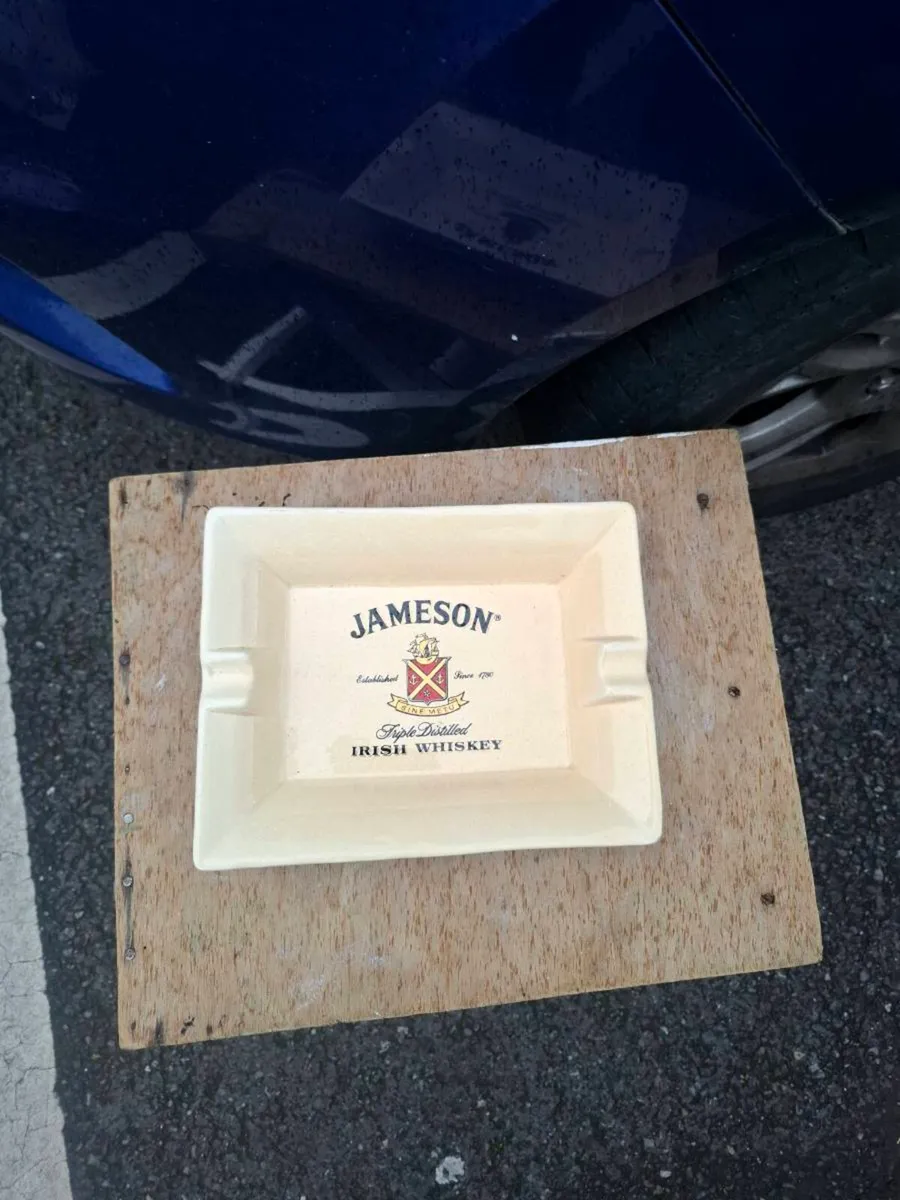 JAMESON®
Established Since 1780
SINE METU
Triple Distilled
IRISH WHISKEY